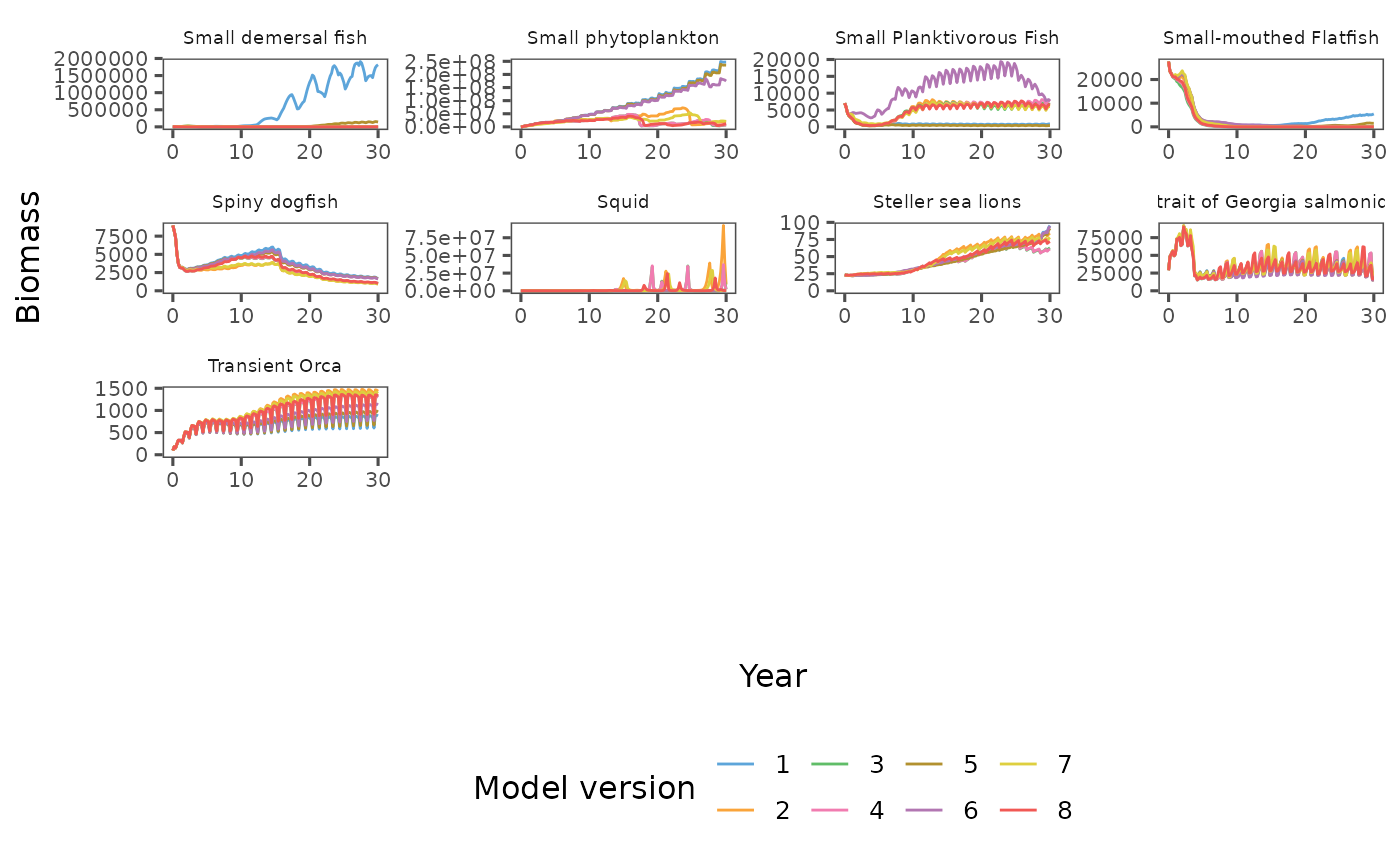 Small demersal fish
Small phytoplankton
Small Planktivorous Fish
Small-mouthed Flatfish
2000000
1500000
1000000
500000
0
0 10 20 30
2.5e+08
2.0e+08
1.5e+08
1.0e+08
5.0e+07
0.0e+00
0 10 20 30
20000
15000
10000
5000
0
0 10 20 30
20000
10000
0
0 10 20 30
Biomass
Spiny dogfish
Squid
Steller sea lions
trait of Georgia salmonid
7500
5000
2500
0
0 10 20 30
7.5e+07
5.0e+07
2.5e+07
0.0e+00
0 10 20 30
100
75
50
25
0
0 10 20 30
75000
50000
25000
0
0 10 20 30
Transient Orca
1500
1000
500
0
0 10 20 30
Year
Model version
1 3 5 7
2 4 6 8